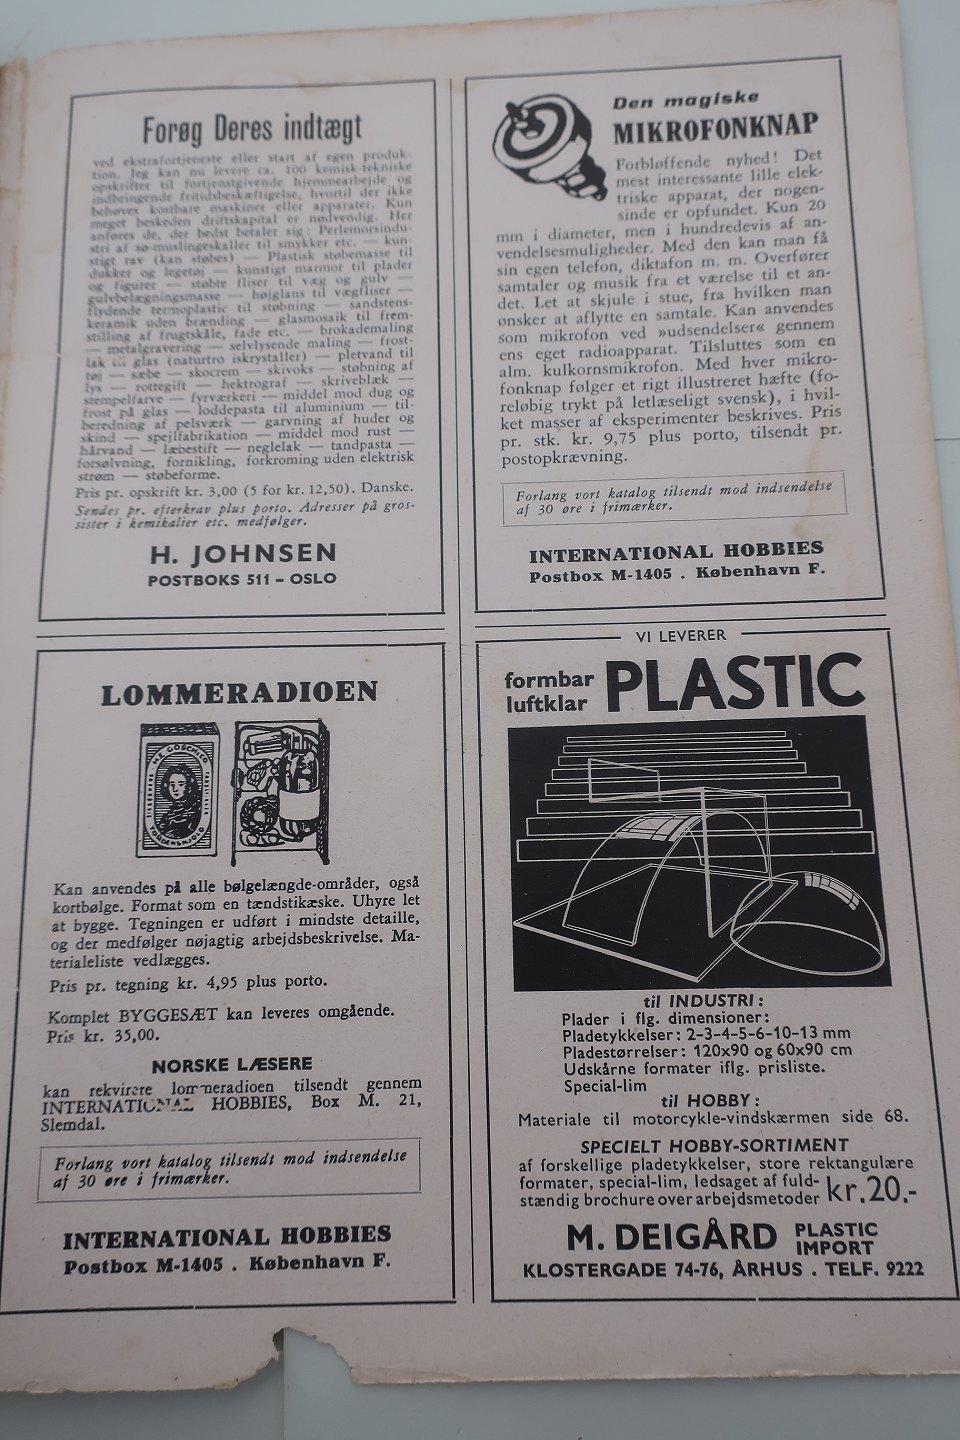 Forøg Deres indtægt
ved ekstrafortjeneste eller start af egen produk-
tion. Jeg kan nu levere ca. 100 kemisk-tekniske
opskrifter til fortjenstgivende hjemmearbejde og
indbringende fritidsbeskæftigelse, hvortil der ikke
behøves kostbare maskiner eller apparater. Kun
meget beskeden driftskapital er nødvendig. Her
anføres de, der bedst betaler sig: Perlemorsindu-
stri af sø-muslingeskaller til smykker etc. — kun-
stigt rav (kan støbes) — Plastisk støbemasse til
dukker og legetøj — kunstigt marmor til plader
og figurer — støbte fliser til væg og gulv —
gulvbelægningsmasse — højglans til vægfliser —
flydende termoplastic til støbning — sandstens-
keramik uden brænding — glasmosaik til frem-
stilling af frugtskåle, fade etc. — brokademaling
— metalgravering — selvlysende maling — frost-
lak til glas (naturtro iskrystaller) — pletvand til
tøj — sæbe — skocrem — skivoks — støbning af
lys — rottegift — hektrograf — skriveblæk —
stempelfarve — fyrværkeri — middel mod dug og
frost på glas — loddepasta til aluminium — til-
beredning af pelsværk — garvning af huder og
skind — spejlfabrikation — middel mod rust —
hårvand — læbestift — neglelak — tandpasta —
forsølvning, fornikling, forkroming uden elektrisk
strøm — støbeforme.
Pris pr. opskrift kr. 3,00 (5 for kr. 12,50). Danske.
Sendes pr. efterkrav plus porto. Adresser på gros-
sister i kemikalier etc. medfølger.
H. JOHNSEN
POSTBOKS 511 – OSLO
Den magiske
MIKROFONKNAP
Forbløffende nyhed! Det
mest interessante lille elek-
triske apparat, der nogen-
sinde er opfundet. Kun 20
mm i diameter, men i hundredevis af an-
vendelsesmuligheder. Med den kan man få
sin egen telefon, diktafon m. m. Overfører
samtaler og musik fra et værelse til et an-
det. Let at skjule i stue, fra hvilken man
ønsker at aflytte en samtale. Kan anvendes
som mikrofon ved »udsendelser« gennem
ens eget radioapparat. Tilsluttes som en
alm. kulkornsmikrofon. Med hver mikro-
fonknap følger et rigt illustreret hæfte (fo-
reløbig trykt på letlæseligt svensk), i hvil-
ket masser af eksperimenter beskrives. Pris
pr. stk. kr. 9,75 plus porto, tilsendt pr.
postopkrævning.
Forlang vort katalog tilsendt mod indsendelse
af 30 øre i frimærker.
INTERNATIONAL HOBBIES
Postbox M-1405 . København F.
LOMMERADIOEN
H.E. GOSCHILD
TORDENSKJOLD
Kan anvendes på alle bølgelængde-områder, også
kortbølge. Format som en tændstikæske. Uhyre let
at bygge. Tegningen er udført i mindste detaille,
og der medfølger nøjagtig arbejdsbeskrivelse. Ma-
terialeliste vedlægges.
Pris pr. tegning kr. 4,95 plus porto.
Komplet BYGGESÆT kan leveres omgående.
Pris kr. 35,00.
NORSKE LÆSERE
kan rekvirere lommeradioen tilsendt gennem
INTERNATIONAL HOBBIES, Box M. 21,
Slemdal.
Forlang vort katalog tilsendt mod indsendelse
af 30 øre i frimærker.
INTERNATIONAL HOBBIES
Postbox M-1405 . København F.
VI LEVERER
formbar
luftklar PLASTIC
til INDUSTRI:
Plader i flg. dimensioner:
Pladetykkelser: 2-3-4-5-6-10-13 mm
Pladestørrelser: 120x90 og 60x90 cm
Udskårne formater iflg. prisliste.
Special-lim
til HOBBY:
Materiale til motorcykle-vindskærmen side 68.
SPECIELT HOBBY-SORTIMENT
af forskellige pladetykkelser, store rektangulære
formater, special-lim, ledsaget af fuld-
stændig brochure over arbejdsmetoder kr. 20.-
M. DEIGÅRD PLASTIC
IMPORT
KLOSTERGADE 74-76, ÅRHUS . TELF. 9222